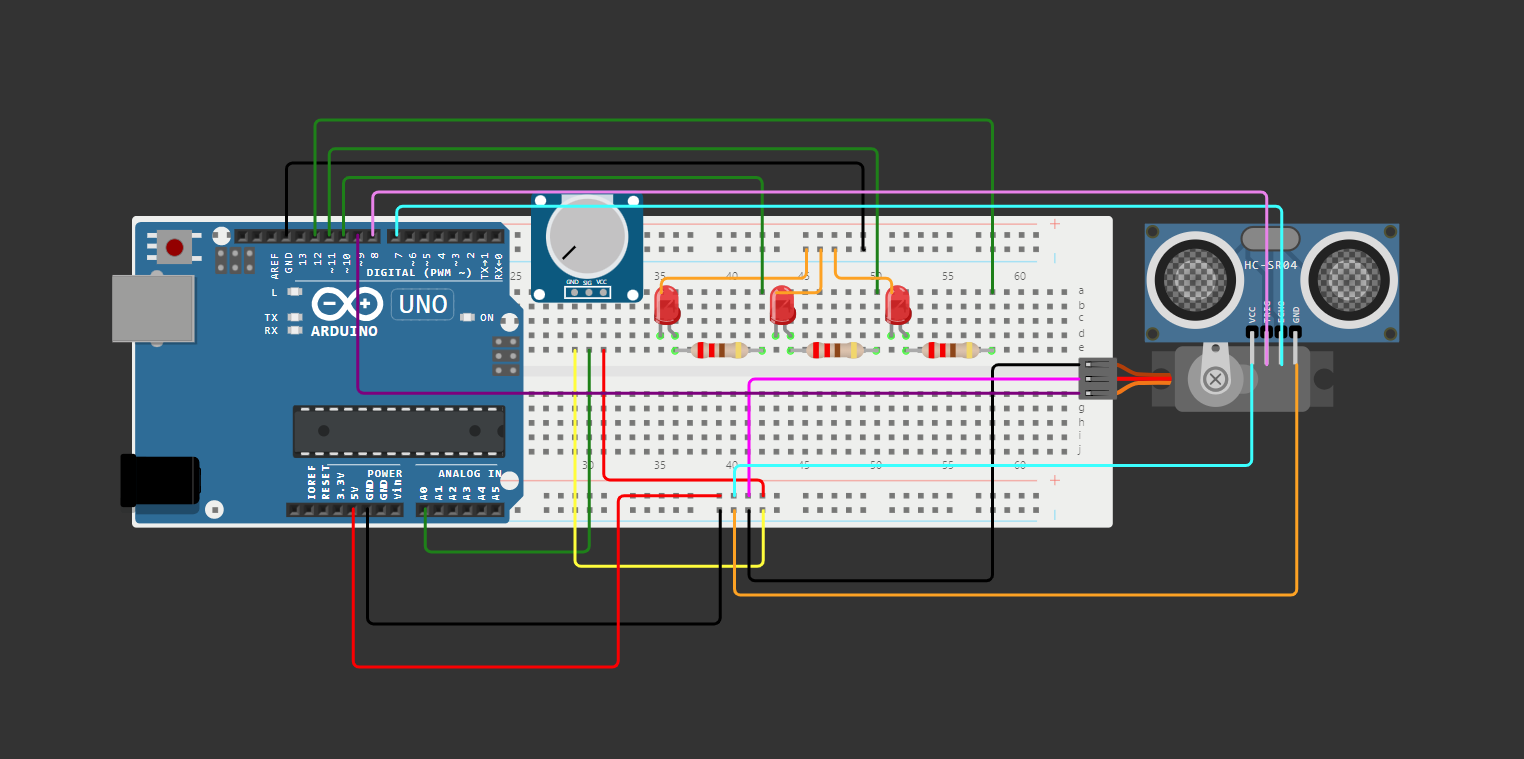 AREF
GND
13
12
~11
~10
~9
8
7
~6
~5
4
~3
2
TX→1
RX←0
DIGITAL (PWM ~)
L
TX
RX
ARDUINO
UNO
ON
IOREF
RESET
3.3V
5V
GND
GND
Vin
POWER
ANALOG IN
A0
A1
A2
A3
A4
A5
GND SIG VCC
25 35 40 45 50 55 60
a
b
c
d
e
g
h
i
j
30 35 40 45 50 55 60
HC-SR04
VCC
TRIG
ECHO
GND